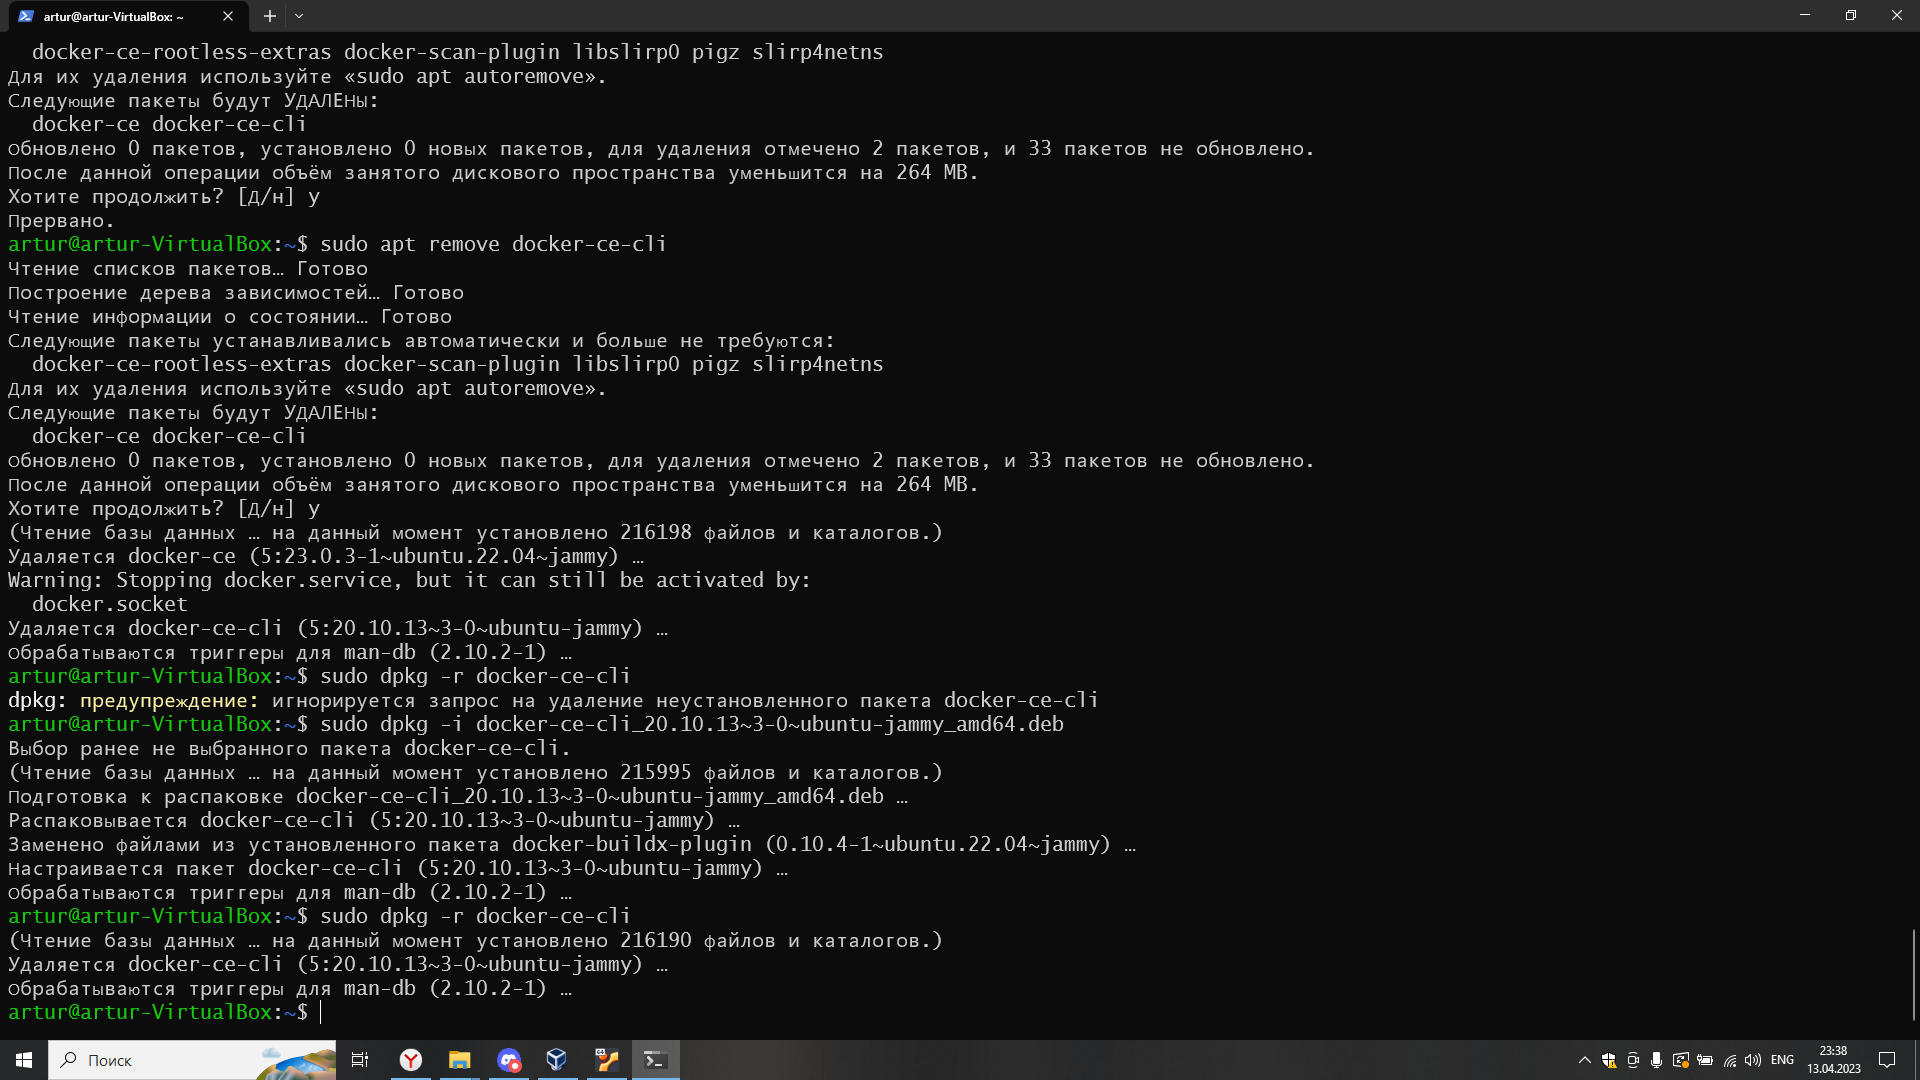 artur@artur-VirtualBox: ~
docker-ce-rootless-extras docker-scan-plugin libslirp0 pigz slirp4netns
Для их удаления используйте «sudo apt autoremove».
Следующие пакеты будут УДАЛЕНЫ:
docker-ce docker-ce-cli
Обновлено 0 пакетов, установлено 0 новых пакетов, для удаления отмечено 2 пакетов, и 33 пакетов не обновлено.
После данной операции объём занятого дискового пространства уменьшится на 264 MB.
Хотите продолжить? [Д/н] y
Прервано.
artur@artur-VirtualBox:~$ sudo apt remove docker-ce-cli
Чтение списков пакетов… Готово
Построение дерева зависимостей… Готово
Чтение информации о состоянии… Готово
Следующие пакеты устанавливались автоматически и больше не требуются:
docker-ce-rootless-extras docker-scan-plugin libslirp0 pigz slirp4netns
Для их удаления используйте «sudo apt autoremove».
Следующие пакеты будут УДАЛЕНЫ:
docker-ce docker-ce-cli
Обновлено 0 пакетов, установлено 0 новых пакетов, для удаления отмечено 2 пакетов, и 33 пакетов не обновлено.
После данной операции объём занятого дискового пространства уменьшится на 264 MB.
Хотите продолжить? [Д/н] y
(Чтение базы данных … на данный момент установлено 216198 файлов и каталогов.)
Удаляется docker-ce (5:23.0.3-1~ubuntu.22.04~jammy) …
Warning: Stopping docker.service, but it can still be activated by:
docker.socket
Удаляется docker-ce-cli (5:20.10.13~3-0~ubuntu-jammy) …
Обрабатываются триггеры для man-db (2.10.2-1) …
artur@artur-VirtualBox:~$ sudo dpkg -r docker-ce-cli
dpkg: предупреждение: игнорируется запрос на удаление неустановленного пакета docker-ce-cli
artur@artur-VirtualBox:~$ sudo dpkg -i docker-ce-cli_20.10.13~3-0~ubuntu-jammy_amd64.deb
Выбор ранее не выбранного пакета docker-ce-cli.
(Чтение базы данных … на данный момент установлено 215995 файлов и каталогов.)
Подготовка к распаковке docker-ce-cli_20.10.13~3-0~ubuntu-jammy_amd64.deb …
Распаковывается docker-ce-cli (5:20.10.13~3-0~ubuntu-jammy) …
Заменено файлами из установленного пакета docker-buildx-plugin (0.10.4-1~ubuntu.22.04~jammy) …
Настраивается пакет docker-ce-cli (5:20.10.13~3-0~ubuntu-jammy) …
Обрабатываются триггеры для man-db (2.10.2-1) …
artur@artur-VirtualBox:~$ sudo dpkg -r docker-ce-cli
(Чтение базы данных … на данный момент установлено 216190 файлов и каталогов.)
Удаляется docker-ce-cli (5:20.10.13~3-0~ubuntu-jammy) …
Обрабатываются триггеры для man-db (2.10.2-1) …
artur@artur-VirtualBox:~$
Поиск
ENG
23:38
13.04.2023